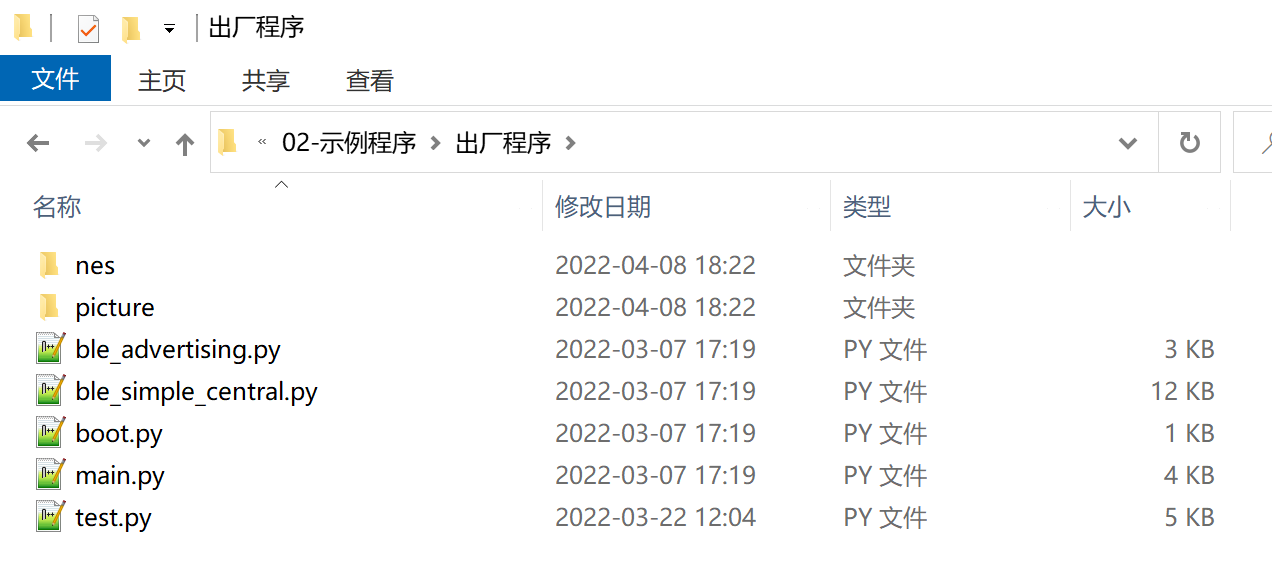 出厂程序
文件 主页 共享 查看
« 02-示例程序 › 出厂程序 ›
名称 修改日期 类型 大小
nes 2022-04-08 18:22 文件夹
picture 2022-04-08 18:22 文件夹
ble_advertising.py 2022-03-07 17:19 PY 文件 3 KB
ble_simple_central.py 2022-03-07 17:19 PY 文件 12 KB
boot.py 2022-03-07 17:19 PY 文件 1 KB
main.py 2022-03-07 17:19 PY 文件 4 KB
test.py 2022-03-22 12:04 PY 文件 5 KB